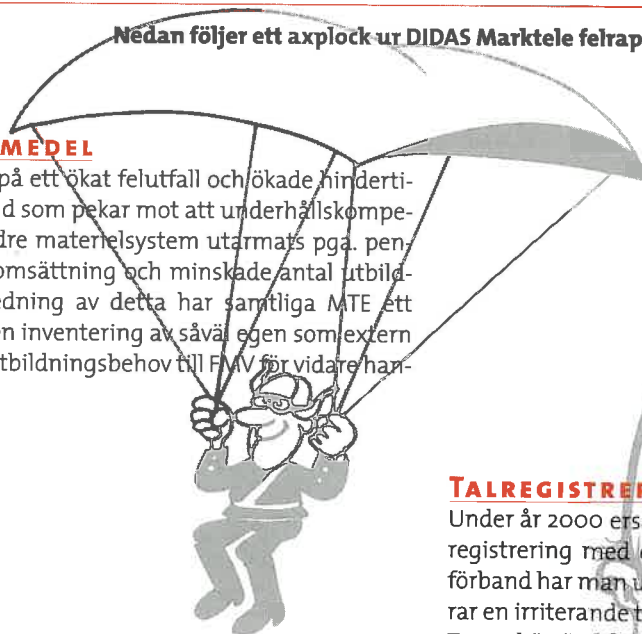 Nedan följer ett axplock ur DIDAS Marktele felrap
MEDEL
på ett ökat felutfall och ökade hinderti-
d som pekar mot att underhållskompe-
dre materielsystem utarmats pga. pen-
omsättning och minskade antal utbild-
edning av detta har samtliga MTE ett
en inventering av såväl egen som extern
tbildningsbehov till FMV för vidare han-
TALREGISTRE
Under år 2000 ers
registrering med
förband har man u
rar en irriterande t